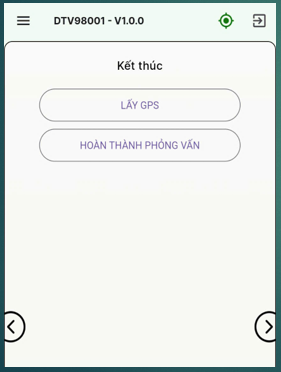 DTV98001 - V1.0.0
Kết thúc
LẤY GPS
HOÀN THÀNH PHỎNG VẤN